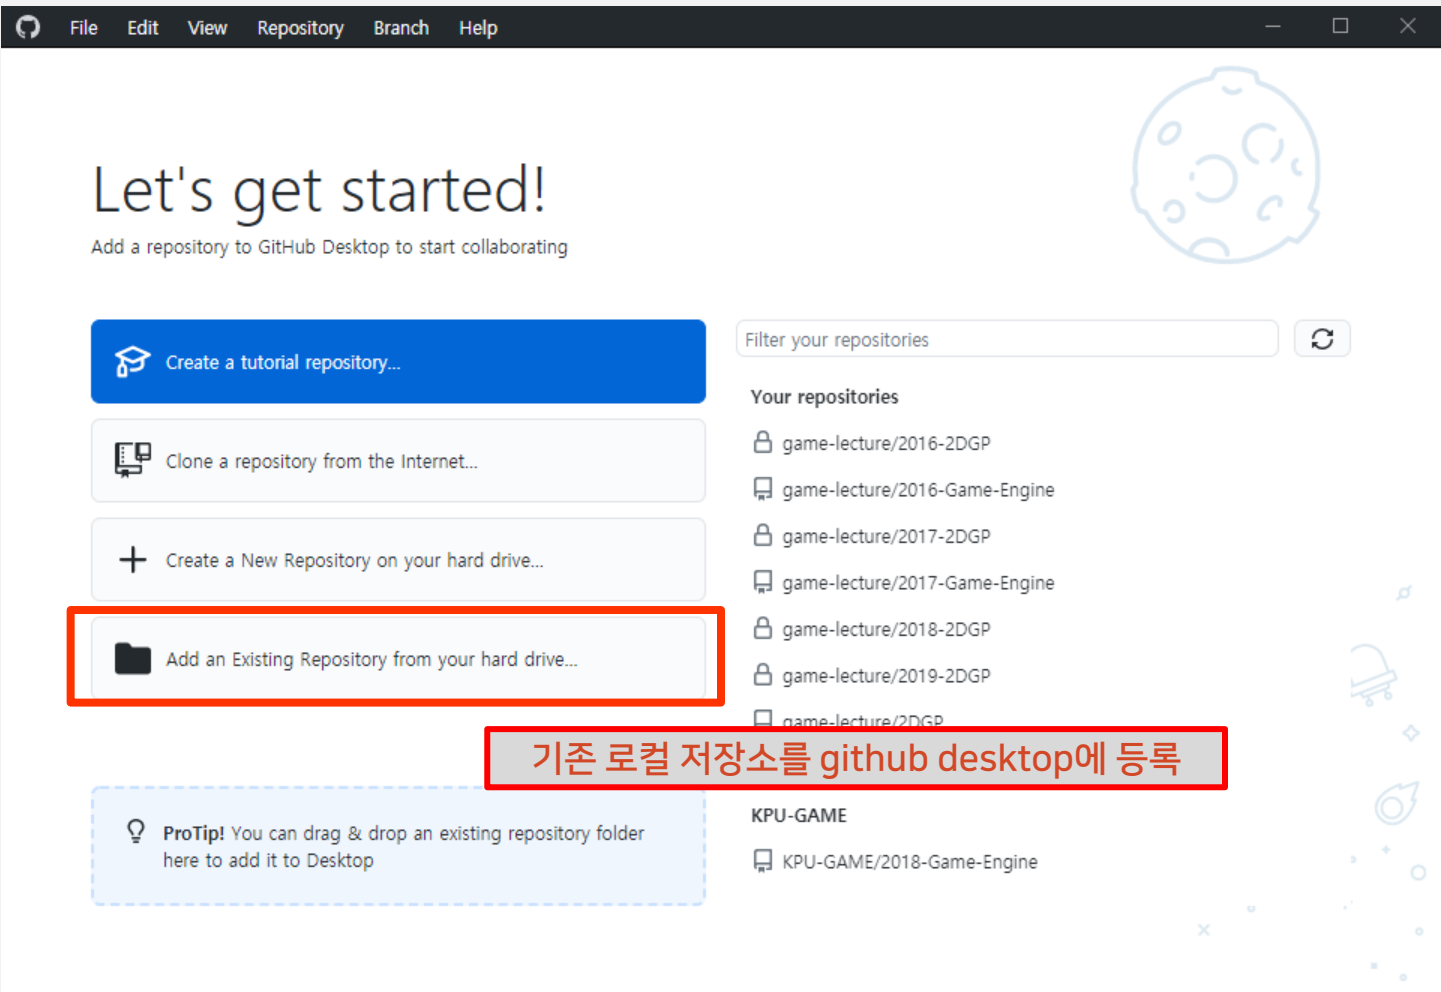 File Edit View Repository Branch Help
Let's get started!
Add a repository to GitHub Desktop to start collaborating
Create a tutorial repository...
Clone a repository from the Internet...
Create a New Repository on your hard drive...
Add an Existing Repository from your hard drive...
ProTip! You can drag & drop an existing repository folder
here to add it to Desktop
Filter your repositories
Your repositories
game-lecture/2016-2DGP
game-lecture/2016-Game-Engine
game-lecture/2017-2DGP
game-lecture/2017-Game-Engine
game-lecture/2018-2DGP
game-lecture/2019-2DGP
game-lecture/2DGP
기존 로컬 저장소를 github desktop에 등록
KPU-GAME
KPU-GAME/2018-Game-Engine